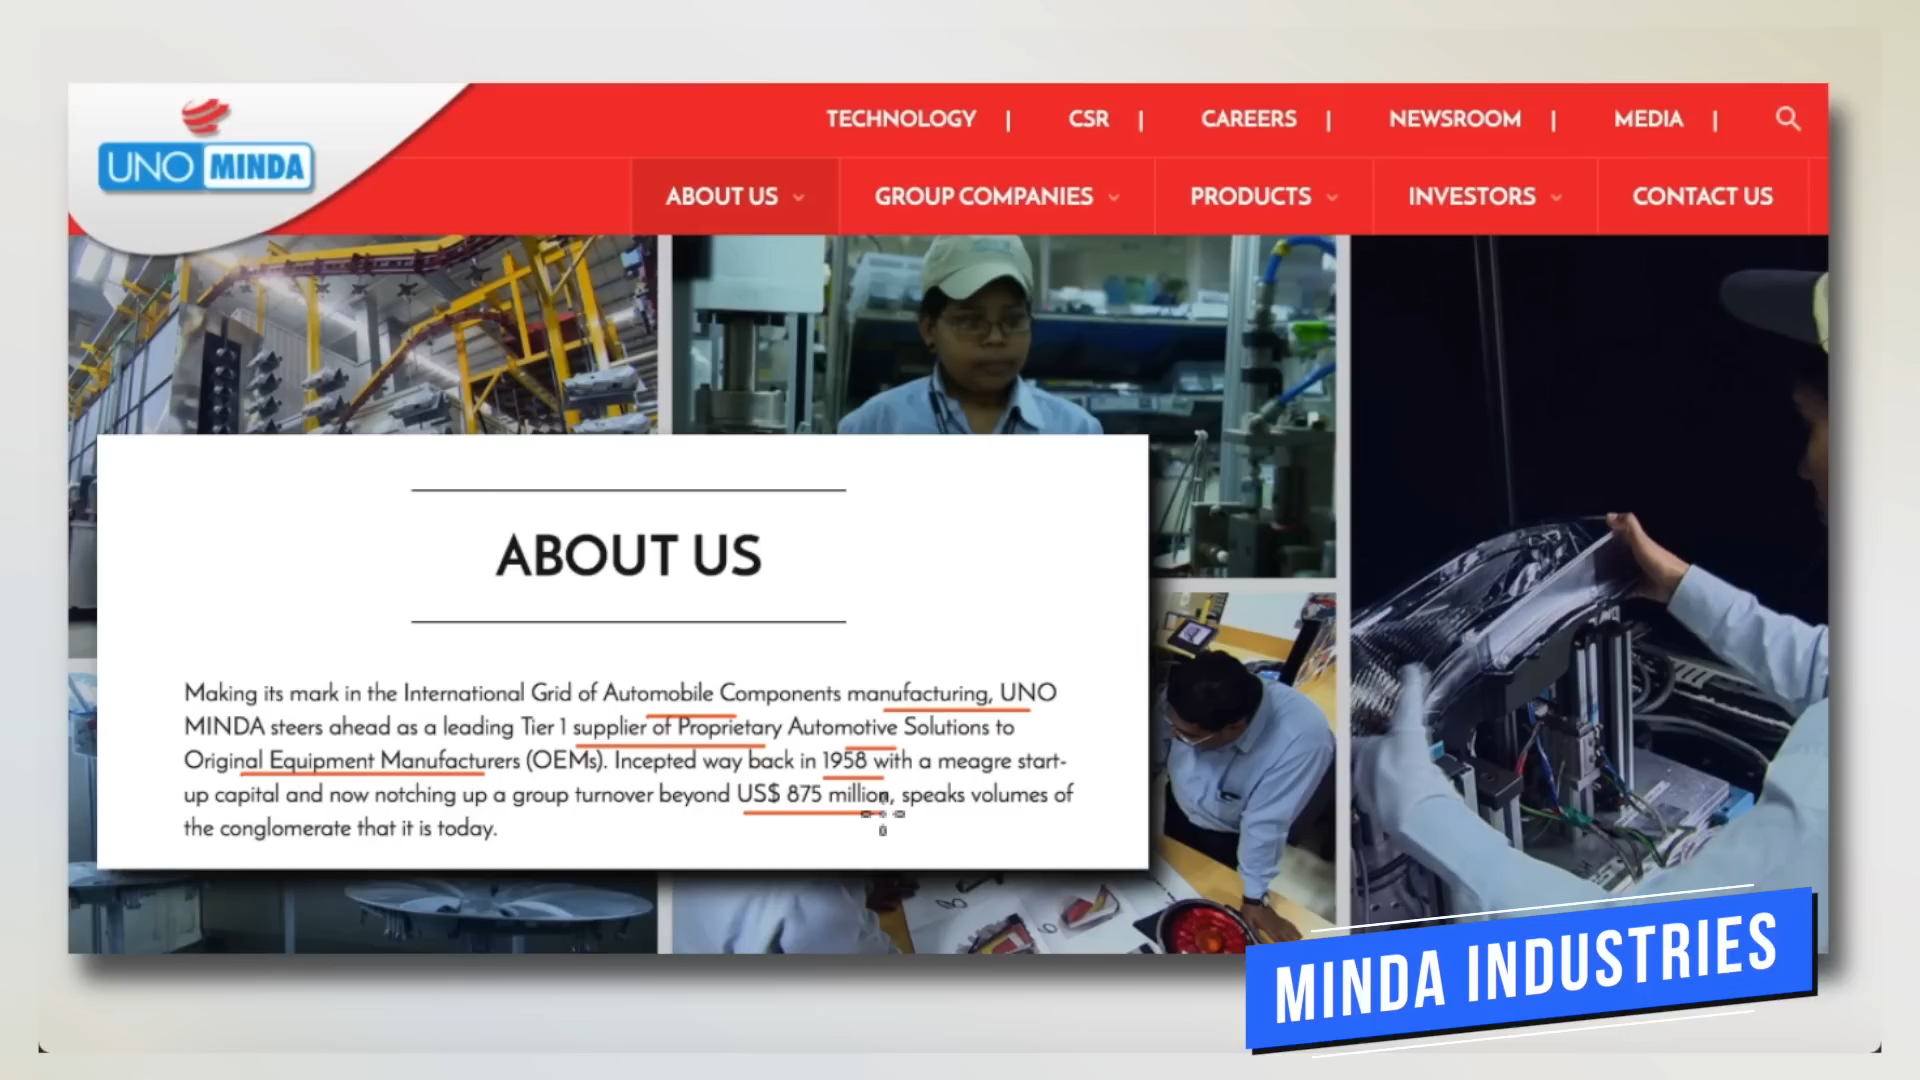 UNO MINDA
TECHNOLOGY | CSR | CAREERS | NEWSROOM | MEDIA |
ABOUT US GROUP COMPANIES PRODUCTS INVESTORS CONTACT US
ABOUT US
Making its mark in the International Grid of Automobile Components manufacturing, UNO
MINDA steers ahead as a leading Tier 1 supplier of Proprietary Automotive Solutions to
Original Equipment Manufacturers (OEMs). Incepted way back in 1958 with a meagre start-
up capital and now notching up a group turnover beyond US$ 875 million, speaks volumes of
the conglomerate that it is today.
MINDA INDUSTRIES